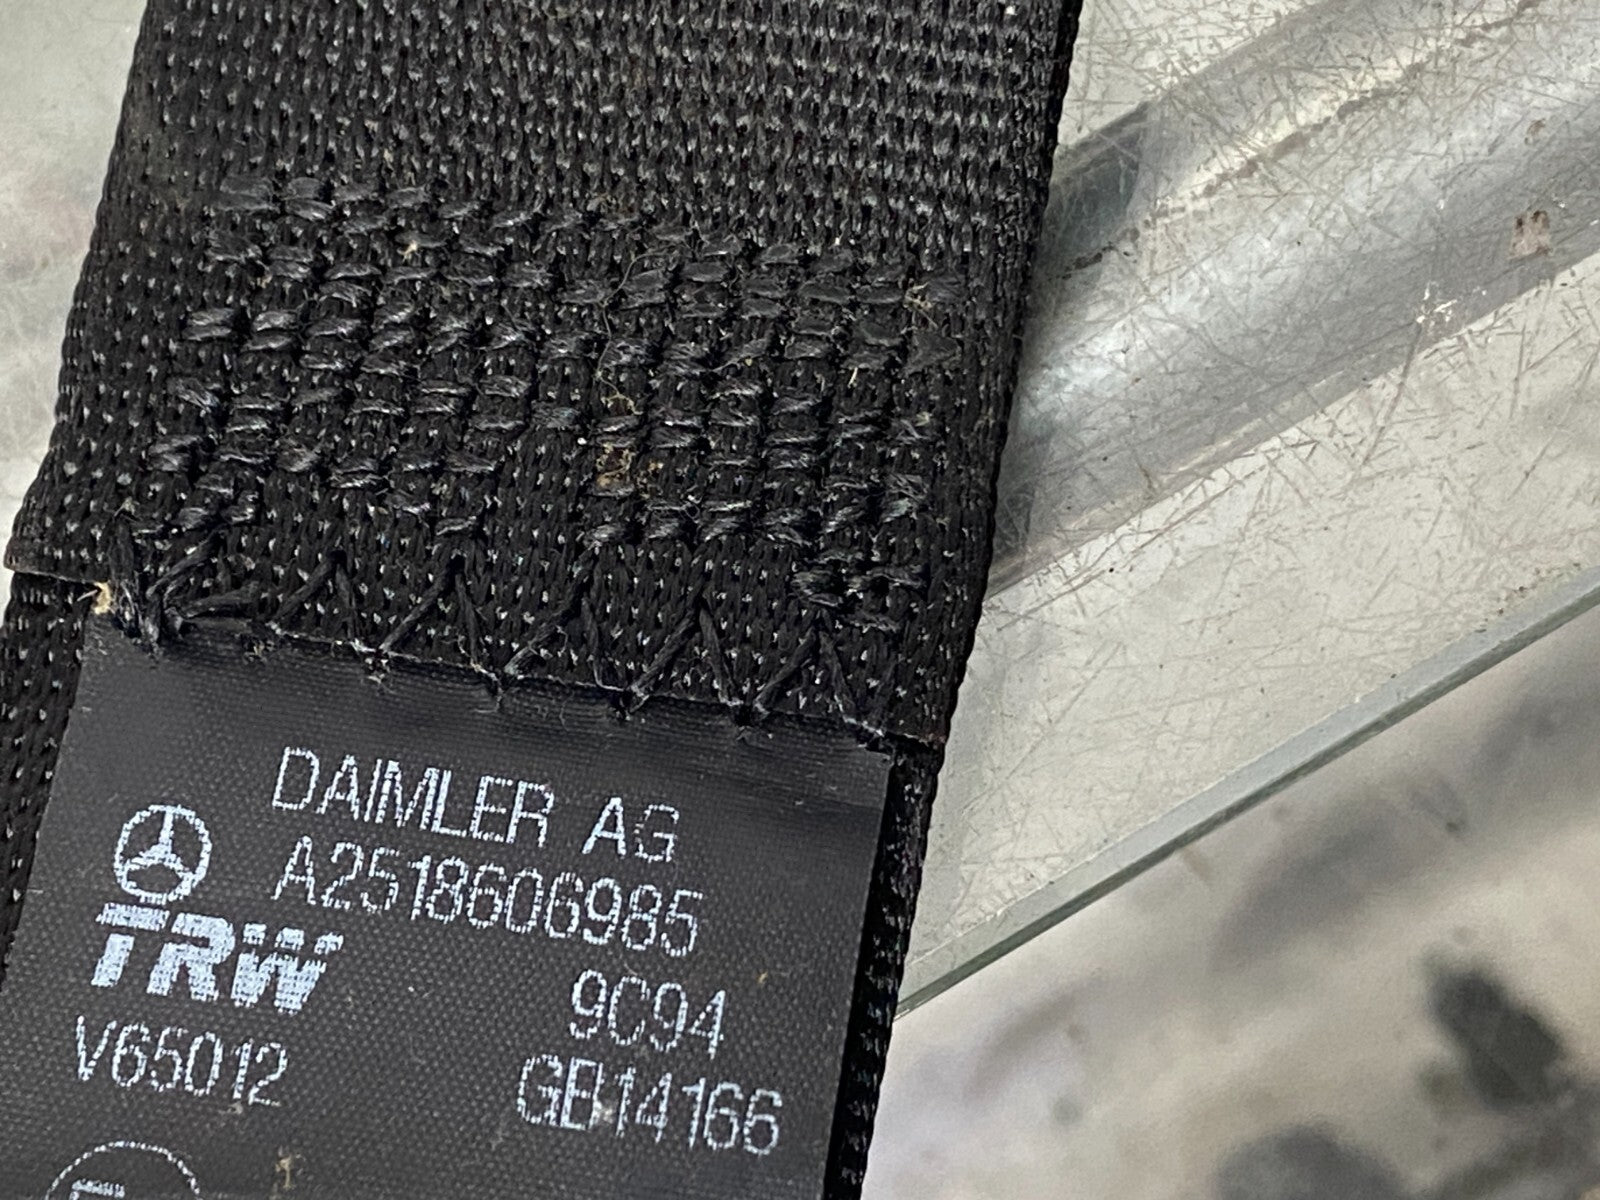 DAIMLER AG
A2518606985
TRW
9C94
V65012
GB14166